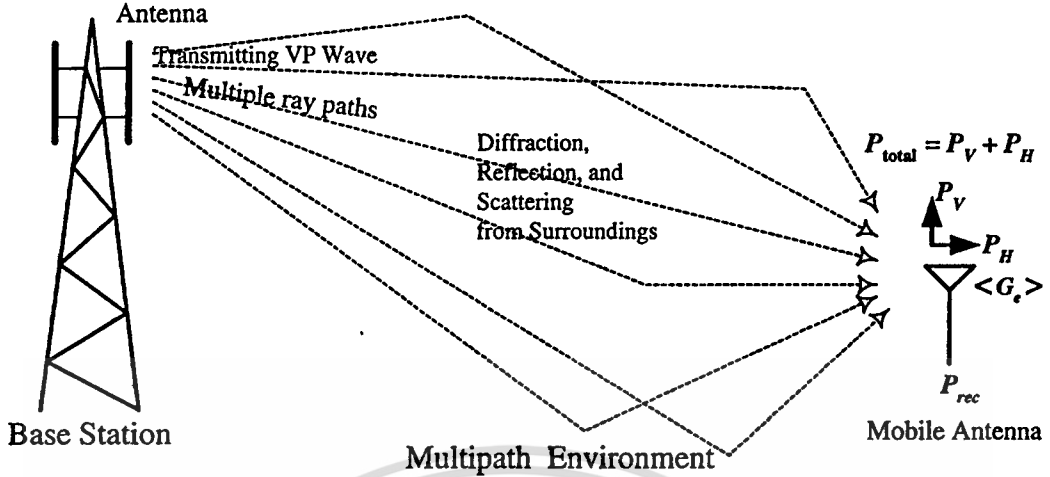 Antenna
Transmitting VP Wave
Multiple ray paths
Diffraction,
Reflection, and
Scattering
from Surroundings
P_total = P_V + P_H
P_V
P_H
<G_e>
P_rec
Base Station
Mobile Antenna
Multipath Environment